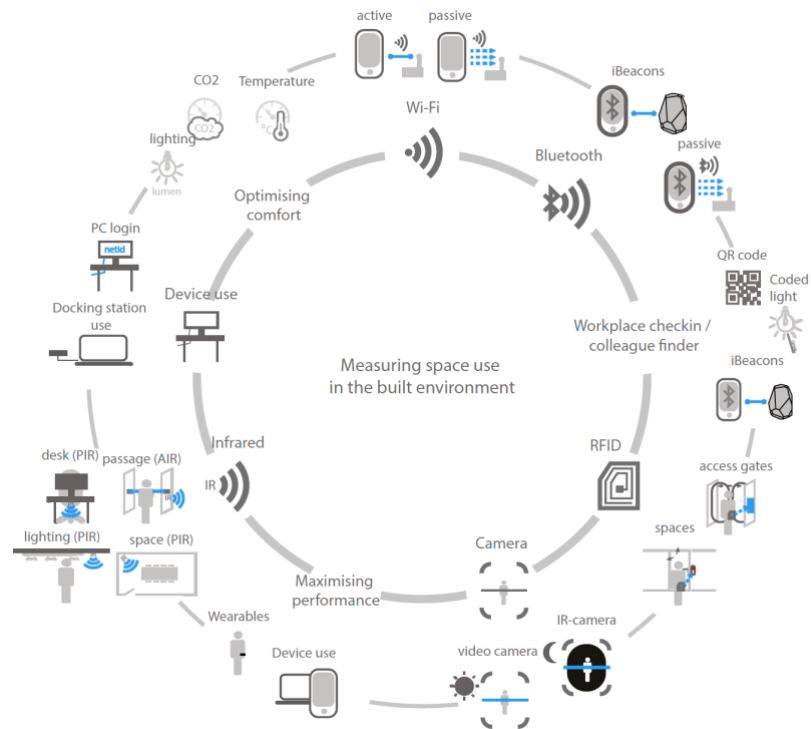 active
passive
CO2
Temperature
iBeacons
CO2
°C
Wi-Fi
lighting
lumen
Bluetooth
passive
Optimising
comfort
PC login
netid
QR code
Coded
light
Docking station
use
Device use
Workplace checkin /
colleague finder
Measuring space use
in the built environment
iBeacons
desk (PIR)
passage (AIR)
Infrared
IR
RFID
access gates
lighting (PIR)
space (PIR)
spaces
Camera
Maximising
performance
Wearables
IR-camera
Device use
video camera